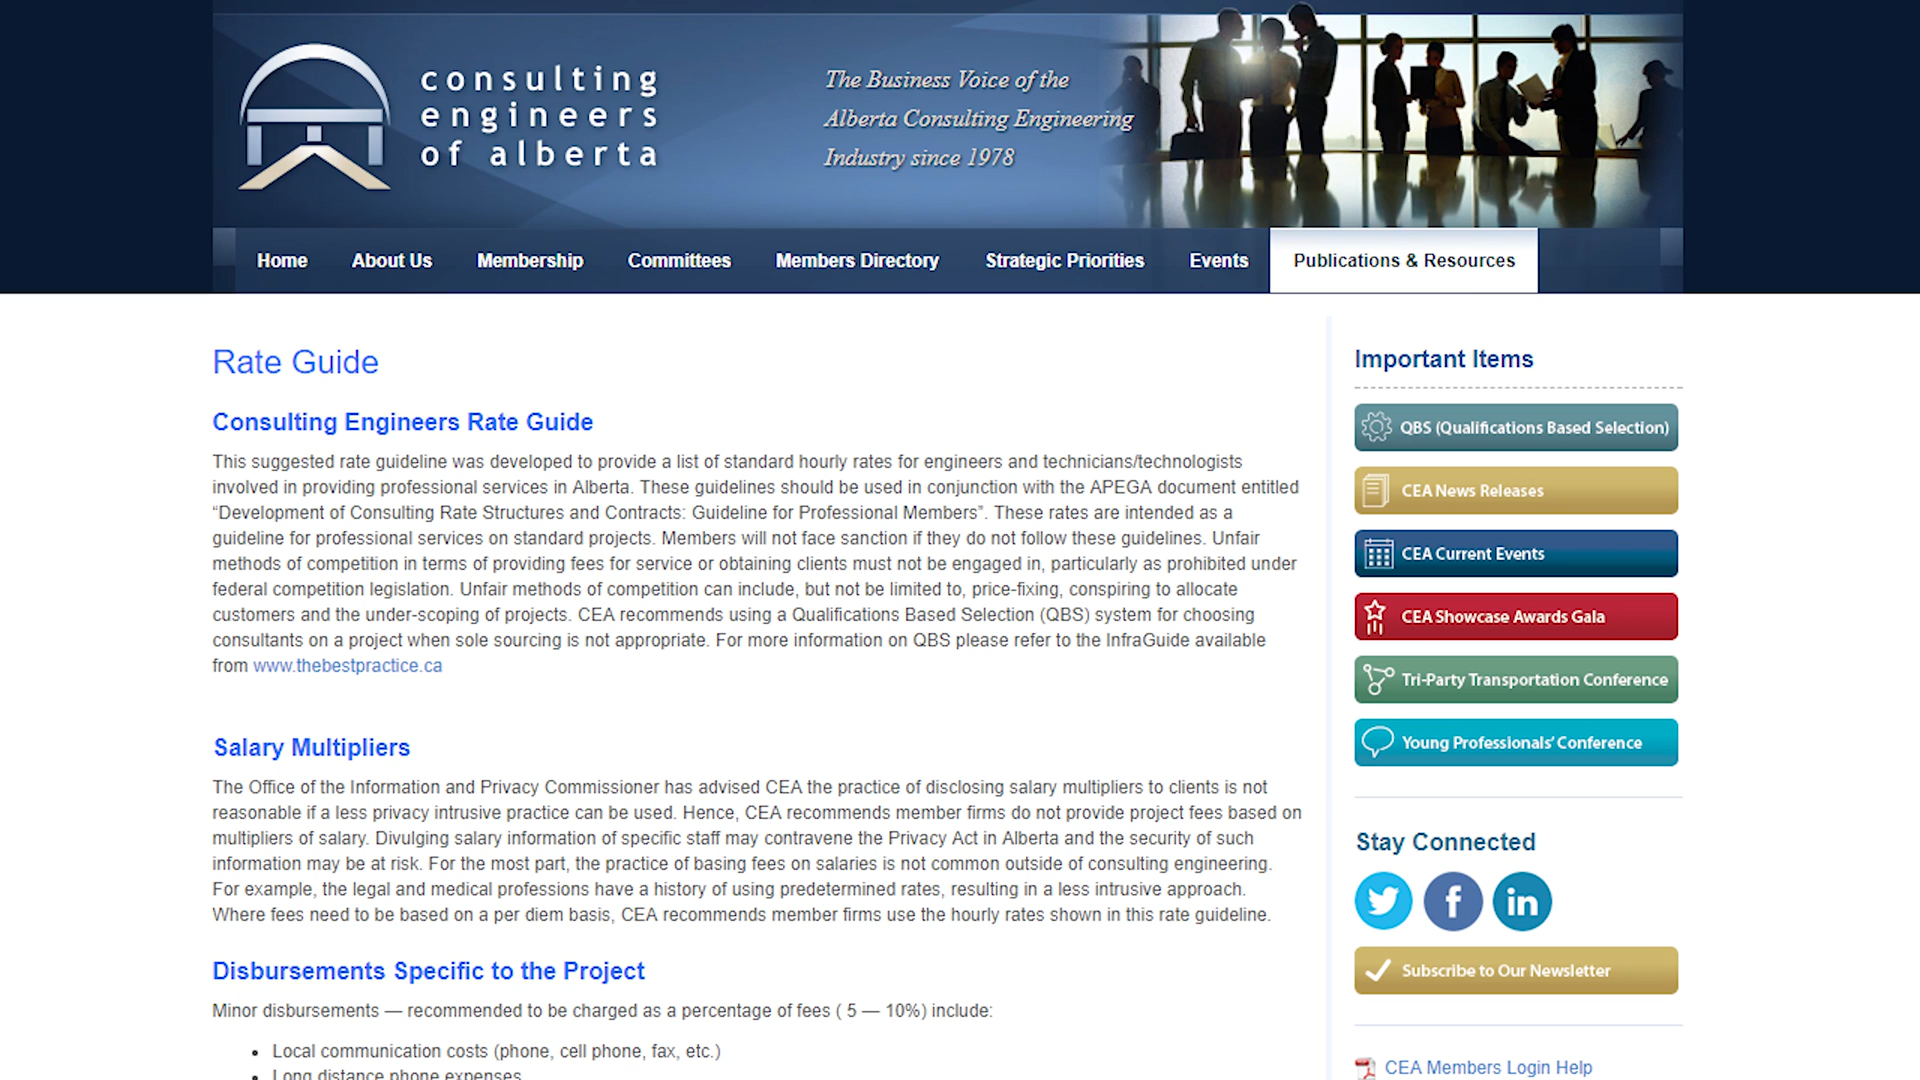 consulting
engineers
of alberta
The Business Voice of the
Alberta Consulting Engineering
Industry since 1978
Home
About Us
Membership
Committees
Members Directory
Strategic Priorities
Events
Publications & Resources
Rate Guide
Consulting Engineers Rate Guide
This suggested rate guideline was developed to provide a list of standard hourly rates for engineers and technicians/technologists
involved in providing professional services in Alberta. These guidelines should be used in conjunction with the APEGA document entitled
“Development of Consulting Rate Structures and Contracts: Guideline for Professional Members”. These rates are intended as a
guideline for professional services on standard projects. Members will not face sanction if they do not follow these guidelines. Unfair
methods of competition in terms of providing fees for service or obtaining clients must not be engaged in, particularly as prohibited under
federal competition legislation. Unfair methods of competition can include, but not be limited to, price-fixing, conspiring to allocate
customers and the under-scoping of projects. CEA recommends using a Qualifications Based Selection (QBS) system for choosing
consultants on a project when sole sourcing is not appropriate. For more information on QBS please refer to the InfraGuide available
from www.thebestpractice.ca
Salary Multipliers
The Office of the Information and Privacy Commissioner has advised CEA the practice of disclosing salary multipliers to clients is not
reasonable if a less privacy intrusive practice can be used. Hence, CEA recommends member firms do not provide project fees based on
multipliers of salary. Divulging salary information of specific staff may contravene the Privacy Act in Alberta and the security of such
information may be at risk. For the most part, the practice of basing fees on salaries is not common outside of consulting engineering.
For example, the legal and medical professions have a history of using predetermined rates, resulting in a less intrusive approach.
Where fees need to be based on a per diem basis, CEA recommends member firms use the hourly rates shown in this rate guideline.
Disbursements Specific to the Project
Minor disbursements — recommended to be charged as a percentage of fees ( 5 — 10%) include:
• Local communication costs (phone, cell phone, fax, etc.)
• Long distance phone expenses
Important Items
QBS (Qualifications Based Selection)
CEA News Releases
CEA Current Events
CEA Showcase Awards Gala
Tri-Party Transportation Conference
Young Professionals’ Conference
Stay Connected
Subscribe to Our Newsletter
CEA Members Login Help